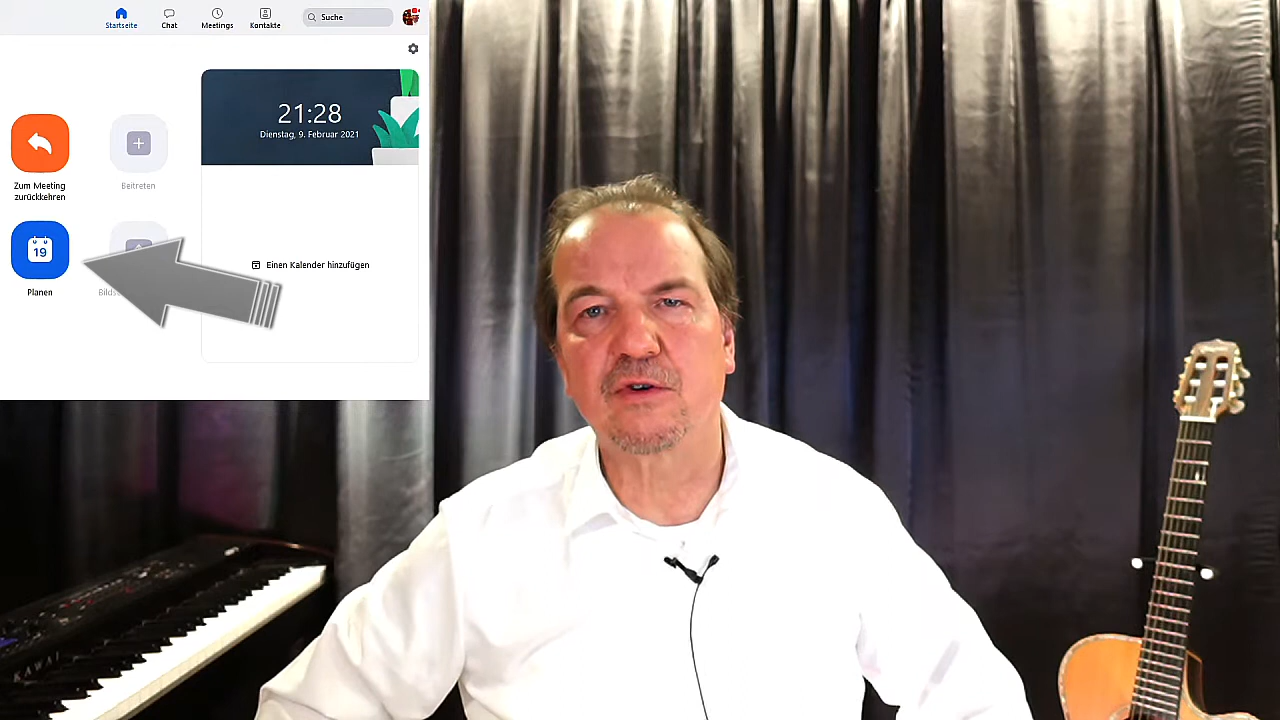 Startseite
Chat
Meetings
Kontakte
Suche
21:28
Dienstag, 9. Februar 2021
Zum Meeting
zurückkehren
Beitreten
19
Planen
Einen Kalender hinzufügen
KAWAI